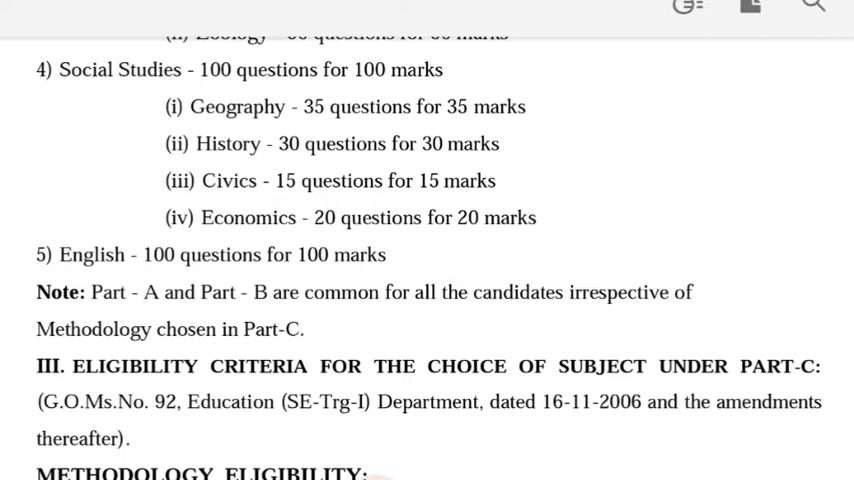 4) Social Studies - 100 questions for 100 marks
(i) Geography - 35 questions for 35 marks
(ii) History - 30 questions for 30 marks
(iii) Civics - 15 questions for 15 marks
(iv) Economics - 20 questions for 20 marks
5) English - 100 questions for 100 marks
Note: Part - A and Part - B are common for all the candidates irrespective of
Methodology chosen in Part-C.
III. ELIGIBILITY CRITERIA FOR THE CHOICE OF SUBJECT UNDER PART-C:
(G.O.Ms.No. 92, Education (SE-Trg-I) Department, dated 16-11-2006 and the amendments
thereafter).
METHODOLOGY ELIGIBILITY: